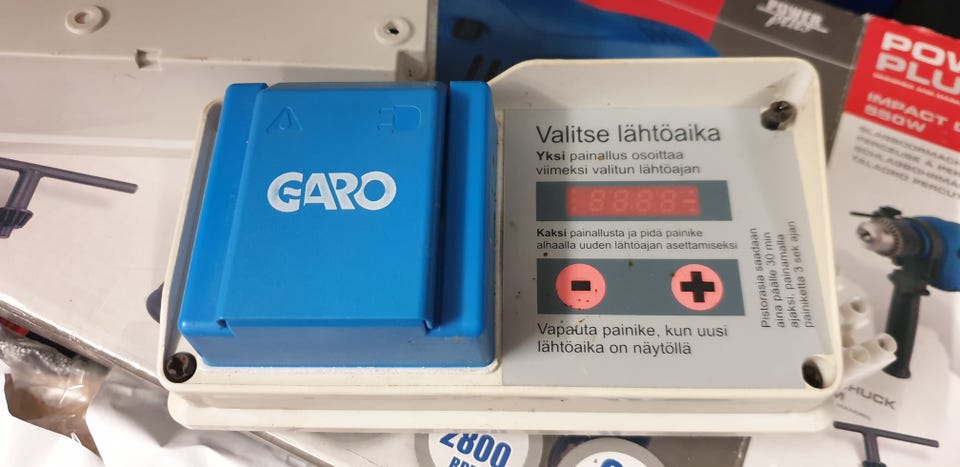 POWER
plus
POW
PLU
IMPACT D
550W
GARO
Valitse lähtöaika
Yksi painallus osoittaa
viimeksi valitun lähtöajan
Kaksi painallusta ja pidä painike
alhaalla uuden lähtöajan asettamiseksi
Vapauta painike, kun uusi
lähtöaika on näytöllä
Pistorasia saadaan
aina päälle 30 min
ajaksi, painamalla
painiketta 3 sek ajan
2800